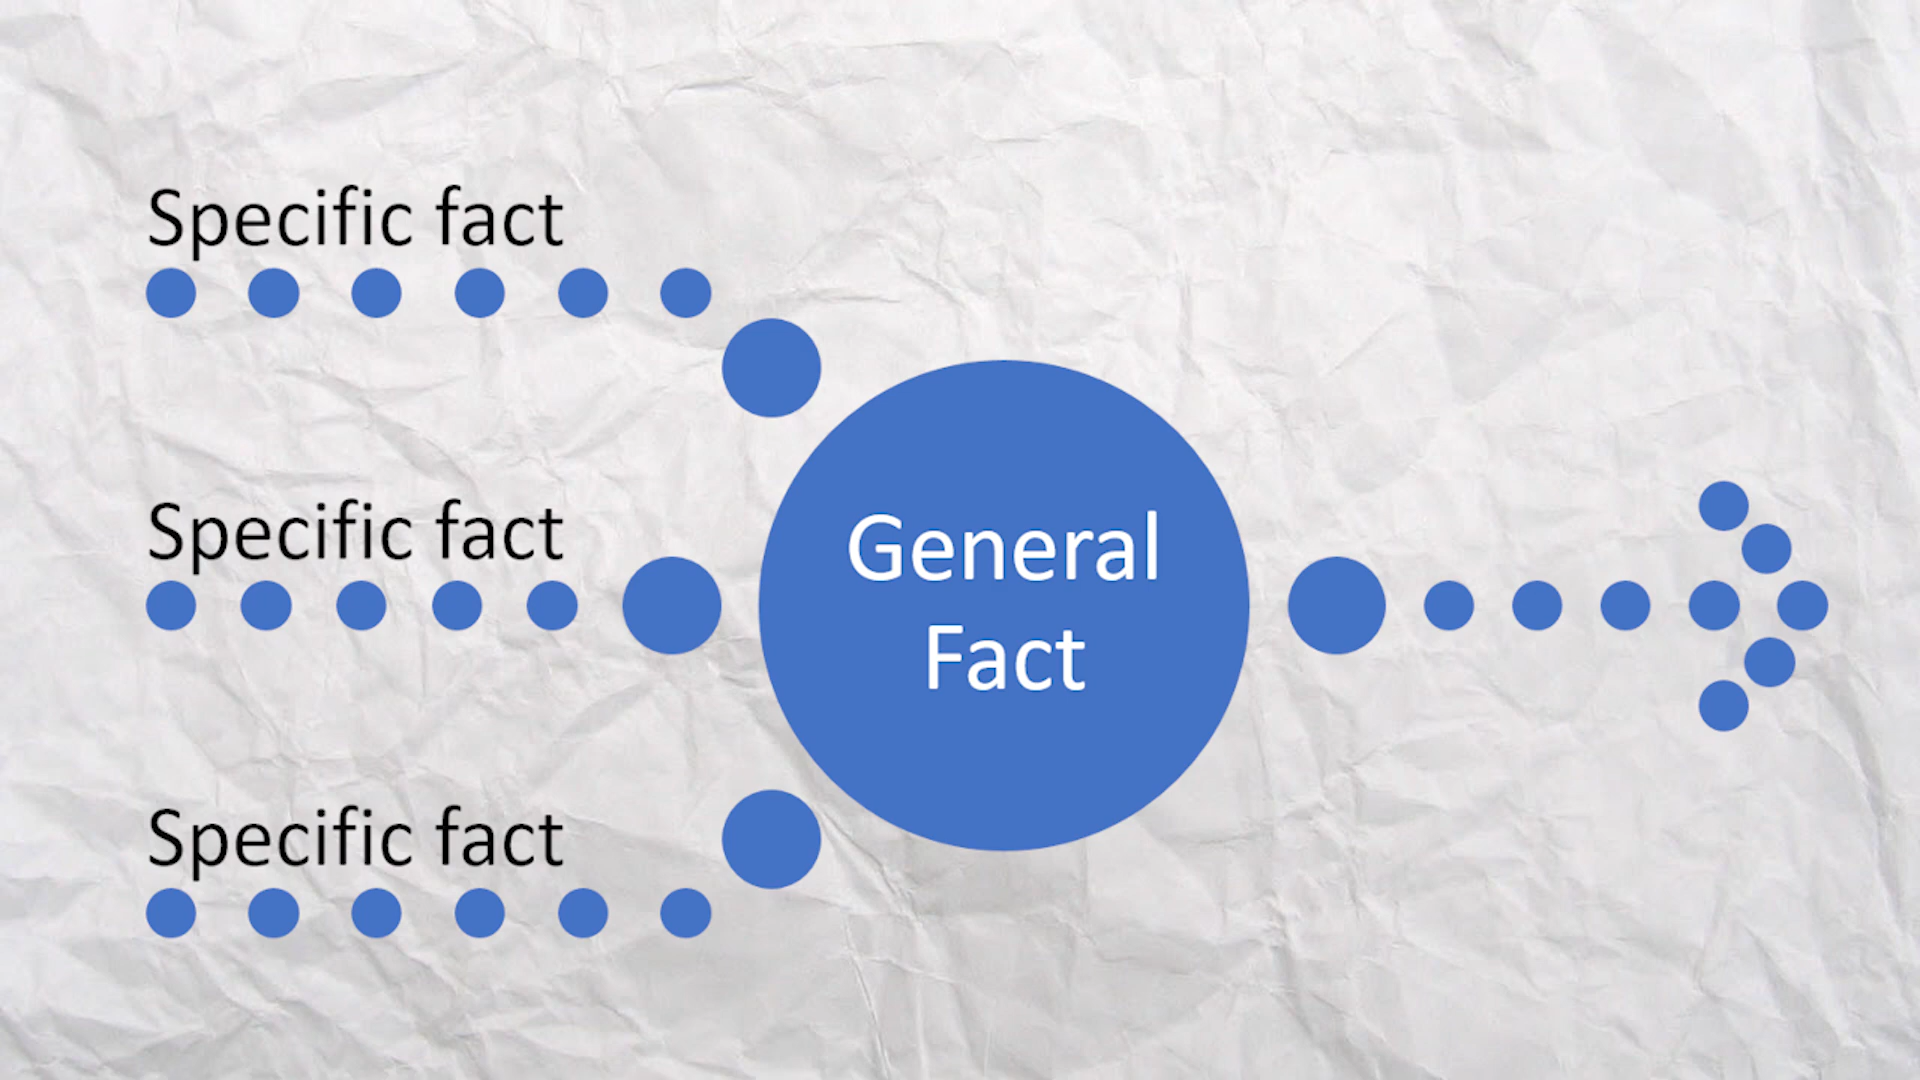 Specific fact
Specific fact
General
Fact
Specific fact